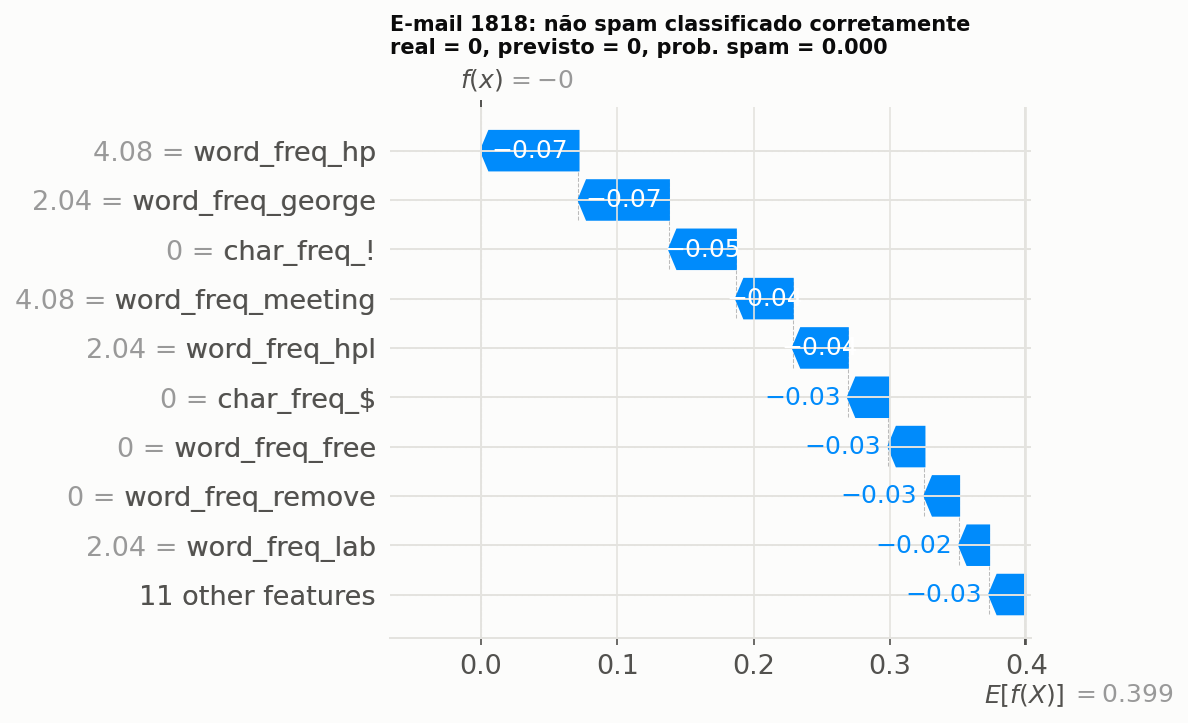 E-mail 1818: não spam classificado corretamente
real = 0, previsto = 0, prob. spam = 0.000
f(x) = −0
4.08 = word_freq_hp
−0.07
2.04 = word_freq_george
−0.07
0 = char_freq_!
−0.05
4.08 = word_freq_meeting
−0.04
2.04 = word_freq_hpl
−0.04
0 = char_freq_$
−0.03
0 = word_freq_free
−0.03
0 = word_freq_remove
−0.03
2.04 = word_freq_lab
−0.02
11 other features
−0.03
0.0 0.1 0.2 0.3 0.4
E[f(X)] = 0.399